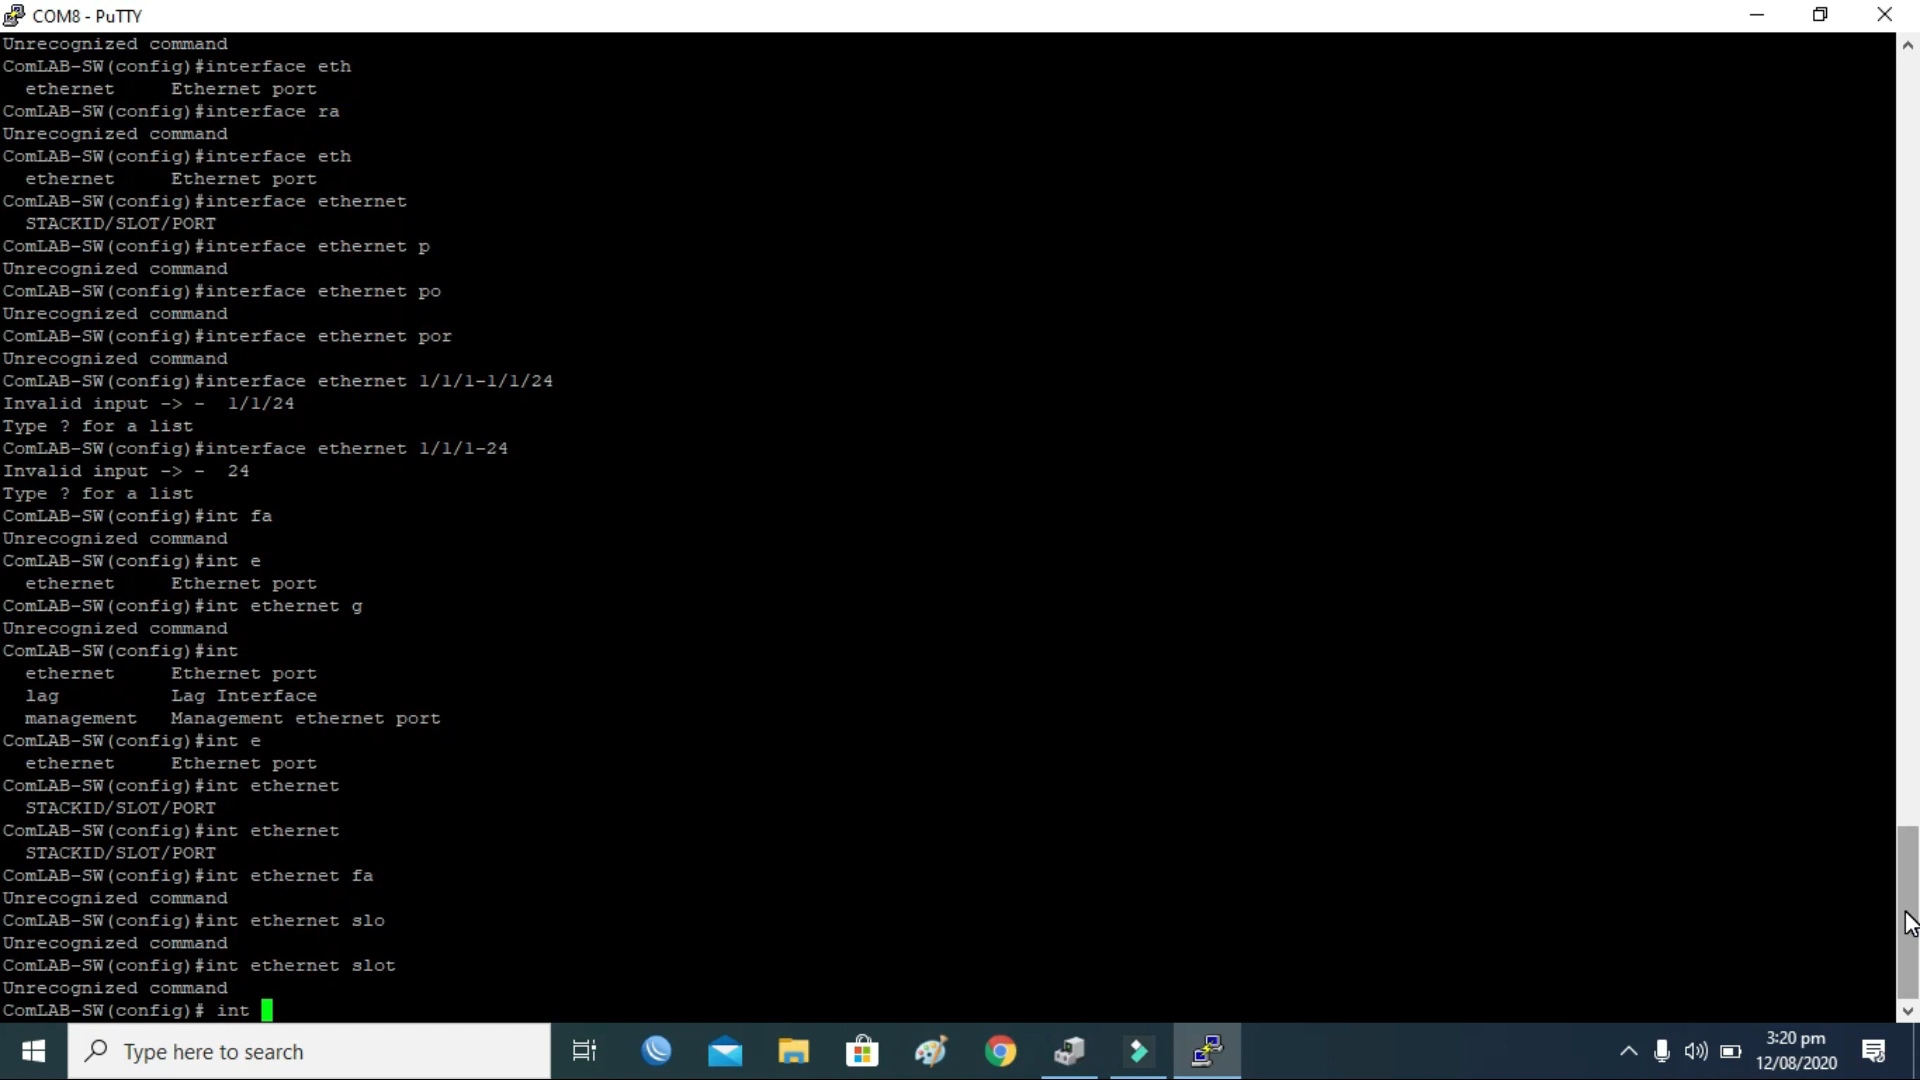 COM8 - PuTTY
Unrecognized command
ComLAB-SW(config)#interface eth
  ethernet     Ethernet port
ComLAB-SW(config)#interface ra
Unrecognized command
ComLAB-SW(config)#interface eth
  ethernet     Ethernet port
ComLAB-SW(config)#interface ethernet
  STACKID/SLOT/PORT
ComLAB-SW(config)#interface ethernet p
Unrecognized command
ComLAB-SW(config)#interface ethernet po
Unrecognized command
ComLAB-SW(config)#interface ethernet por
Unrecognized command
ComLAB-SW(config)#interface ethernet 1/1/1-1/1/24
Invalid input -> -  1/1/24
Type ? for a list
ComLAB-SW(config)#interface ethernet 1/1/1-24
Invalid input -> -  24
Type ? for a list
ComLAB-SW(config)#int fa
Unrecognized command
ComLAB-SW(config)#int e
  ethernet     Ethernet port
ComLAB-SW(config)#int ethernet g
Unrecognized command
ComLAB-SW(config)#int
  ethernet     Ethernet port
  lag          Lag Interface
  management   Management ethernet port
ComLAB-SW(config)#int e
  ethernet     Ethernet port
ComLAB-SW(config)#int ethernet
  STACKID/SLOT/PORT
ComLAB-SW(config)#int ethernet
  STACKID/SLOT/PORT
ComLAB-SW(config)#int ethernet fa
Unrecognized command
ComLAB-SW(config)#int ethernet slo
Unrecognized command
ComLAB-SW(config)#int ethernet slot
Unrecognized command
ComLAB-SW(config)# int
Type here to search
3:20 pm
12/08/2020